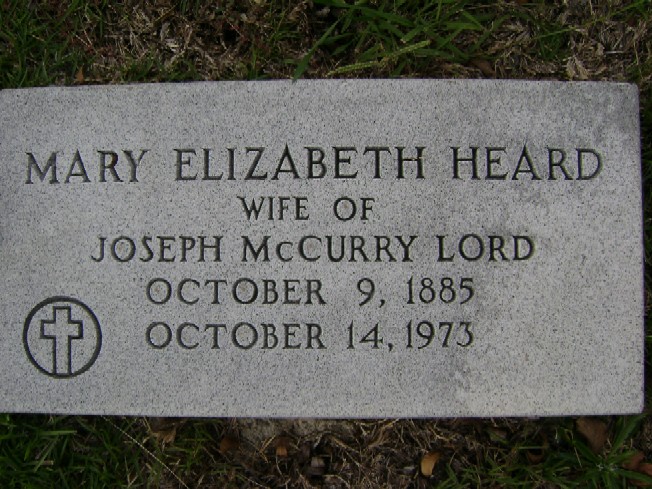 MARY ELIZABETH HEARD
WIFE OF
JOSEPH McCURRY LORD
OCTOBER 9, 1885
OCTOBER 14, 1973